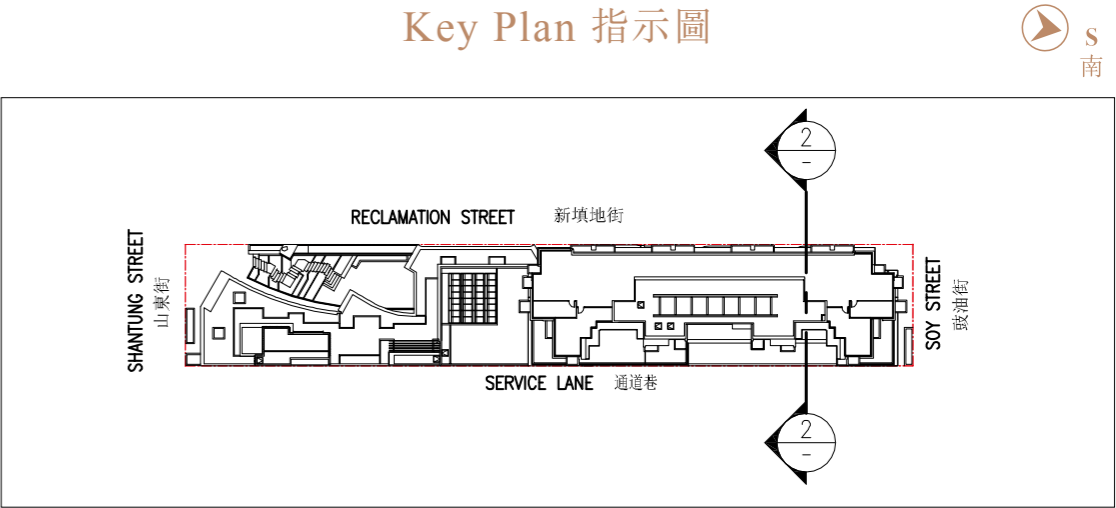 Key Plan 指示圖
S
南
2
-
RECLAMATION STREET 新填地街
SHANTUNG STREET
山東街
SOY STREET
豉油街
SERVICE LANE 通道巷
2
-